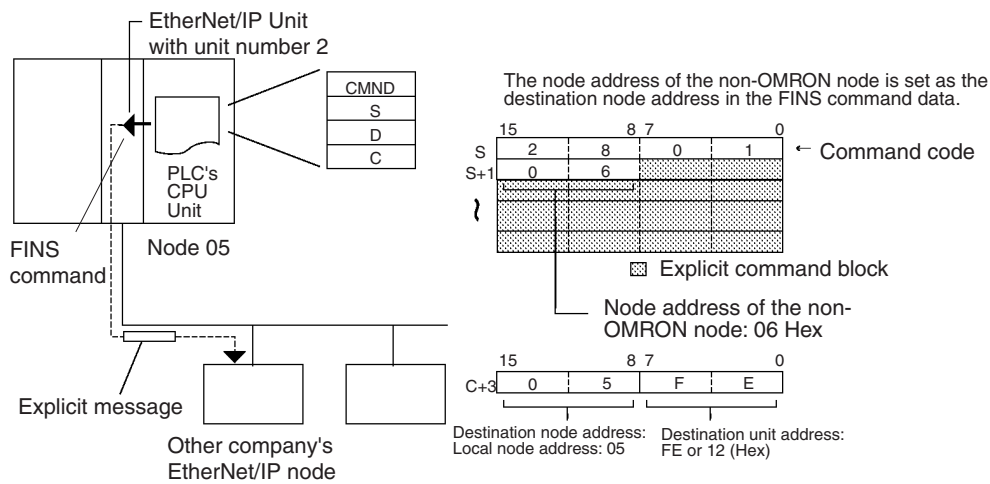 EtherNet/IP Unit
with unit number 2
CMND
S
D
C
PLC's
CPU
Unit
FINS
command
Node 05
Explicit message
Other company's
EtherNet/IP node
The node address of the non-OMRON node is set as the
destination node address in the FINS command data.
15 8 7 0
S 2 8 0 1 ← Command code
S+1 0 6
~
Explicit command block
Node address of the non-
OMRON node: 06 Hex
15 8 7 0
C+3 0 5 F E
Destination node address:
Local node address: 05
Destination unit address:
FE or 12 (Hex)